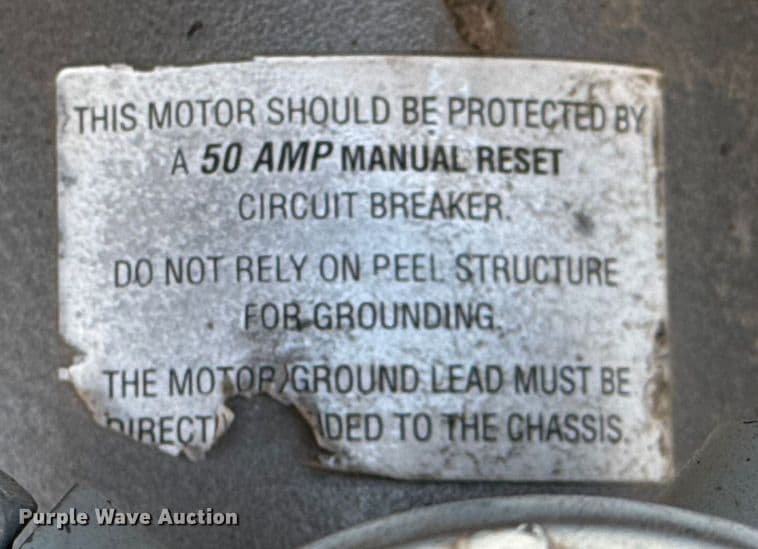 THIS MOTOR SHOULD BE PROTECTED BY
A 50 AMP MANUAL RESET
CIRCUIT BREAKER.
DO NOT RELY ON PEEL STRUCTURE
FOR GROUNDING.
THE MOTOR/GROUND LEAD MUST BE
TO THE CHASSIS.
Purple Wave Auction